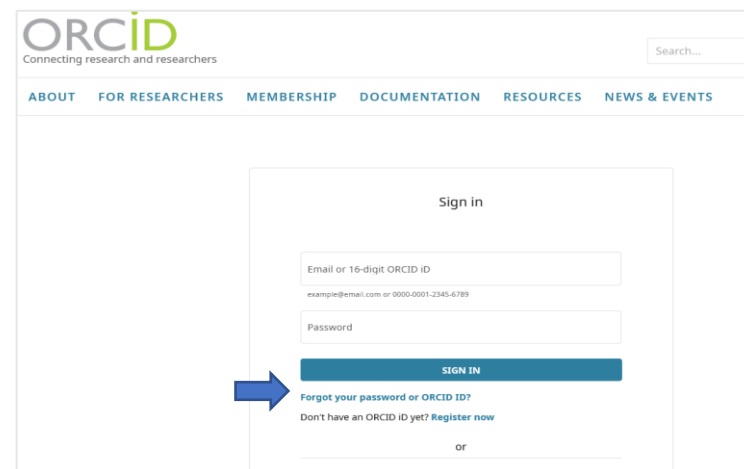 ORCiD
Connecting research and researchers
Search...
ABOUT FOR RESEARCHERS MEMBERSHIP DOCUMENTATION RESOURCES NEWS & EVENTS
Sign in
Email or 16-digit ORCID iD
example@email.com or 0000-0001-2345-6789
Password
SIGN IN
Forgot your password or ORCID ID?
Don't have an ORCID iD yet? Register now
or